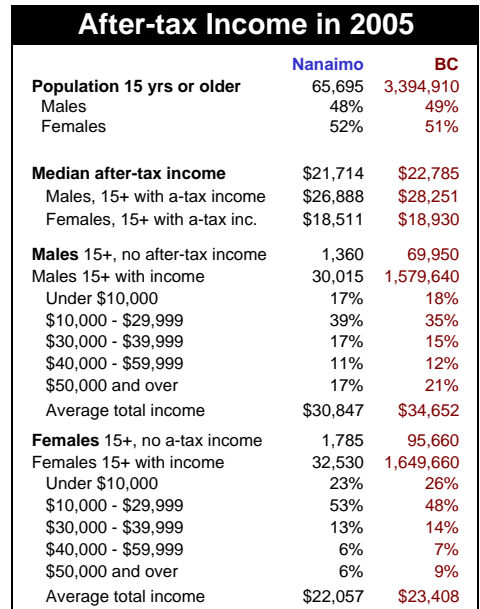 After-tax Income in 2005
Nanaimo BC
Population 15 yrs or older 65,695 3,394,910
Males 48% 49%
Females 52% 51%
Median after-tax income $21,714 $22,785
Males, 15+ with a-tax income $26,888 $28,251
Females, 15+ with a-tax inc. $18,511 $18,930
Males 15+, no after-tax income 1,360 69,950
Males 15+ with income 30,015 1,579,640
Under $10,000 17% 18%
$10,000 - $29,999 39% 35%
$30,000 - $39,999 17% 15%
$40,000 - $59,999 11% 12%
$50,000 and over 17% 21%
Average total income $30,847 $34,652
Females 15+, no a-tax income 1,785 95,660
Females 15+ with income 32,530 1,649,660
Under $10,000 23% 26%
$10,000 - $29,999 53% 48%
$30,000 - $39,999 13% 14%
$40,000 - $59,999 6% 7%
$50,000 and over 6% 9%
Average total income $22,057 $23,408